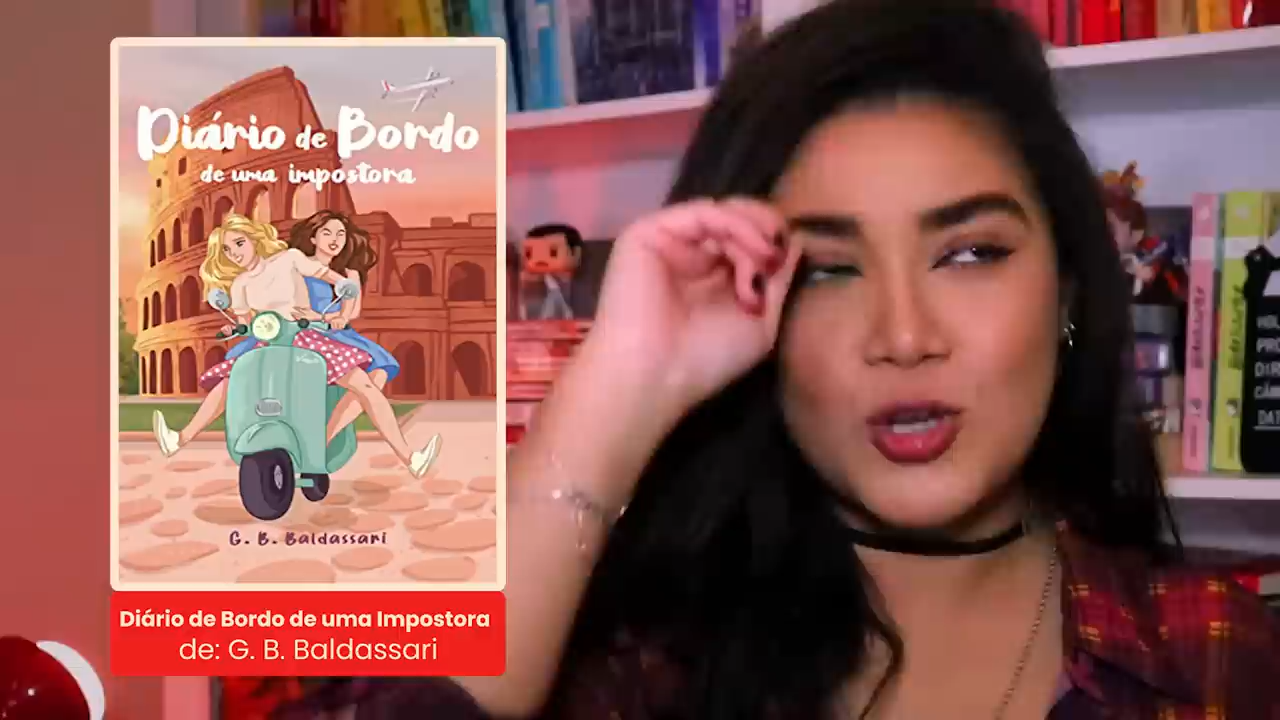 Diário de Bordo
de uma impostora
G. B. Baldassari
Diário de Bordo de uma Impostora
de: G. B. Baldassari